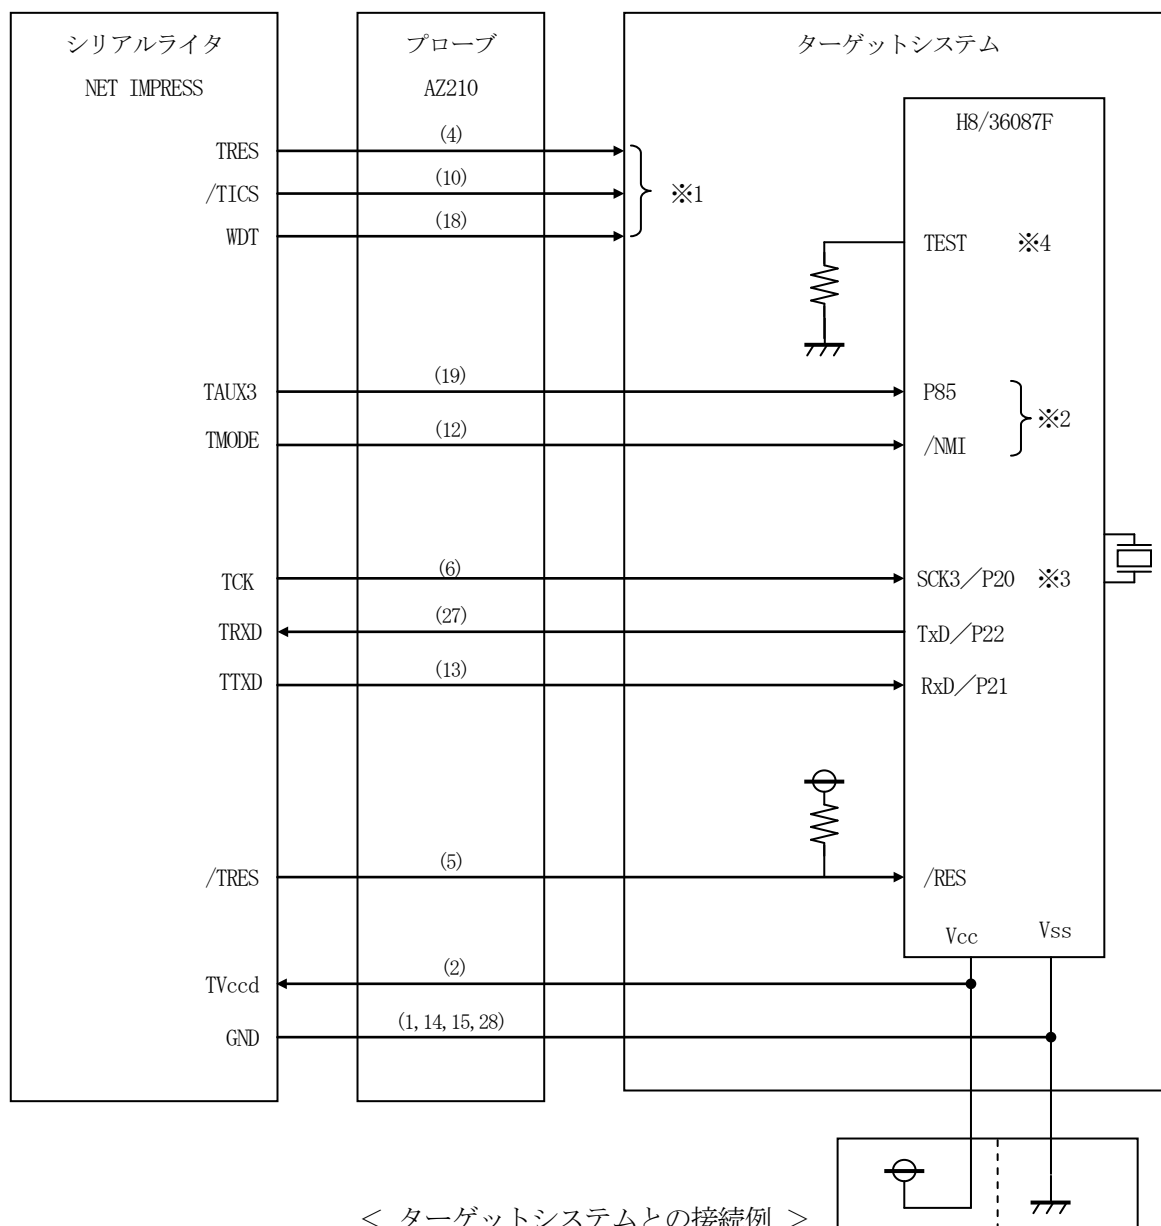 シリアルライタ
NET IMPRESS
プローブ
AZ210
ターゲットシステム
H8/36087F
TRES
(4)
/TICS
(10)
※1
WDT
(18)
TEST ※4
TAUX3
(19)
P85
※2
TMODE
(12)
/NMI
TCK
(6)
SCK3/P20 ※3
TRXD
(27)
TxD/P22
TTXD
(13)
RxD/P21
/TRES
(5)
/RES
Vcc
Vss
TVccd
(2)
GND
(1,14,15,28)
< ターゲットシステムとの接続例 >